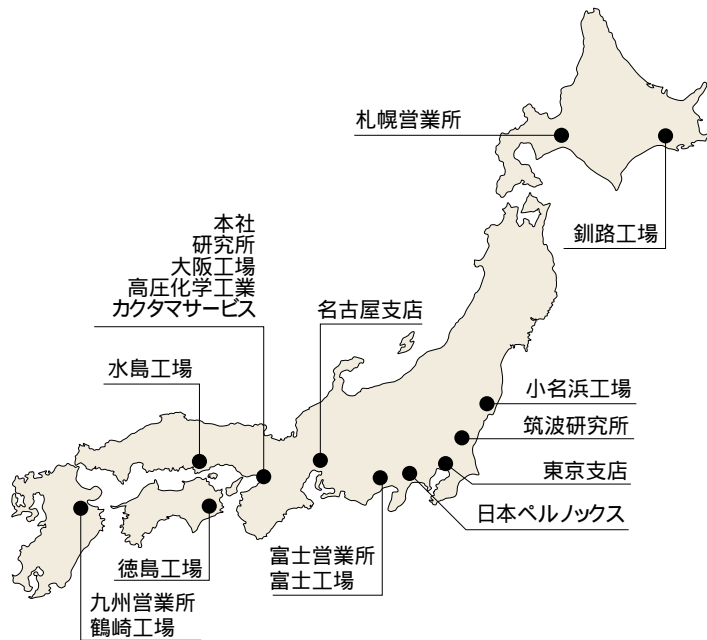 札幌営業所
釧路工場
本社
研究所
大阪工場
高圧化学工業
カクタマサービス
名古屋支店
水島工場
小名浜工場
筑波研究所
東京支店
日本ペルノックス
富士営業所
富士工場
徳島工場
九州営業所
鶴崎工場